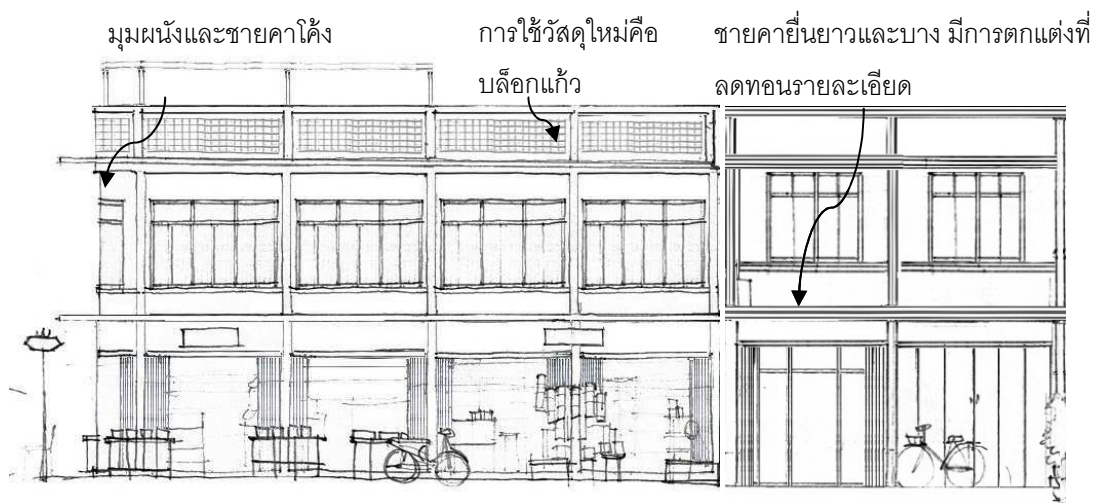 มุมผนังและชายคาโค้ง
การใช้วัสดุใหม่คือ
บล็อกแก้ว
ชายคายื่นยาวและบาง มีการตกแต่งที่
ลดทอนรายละเอียด